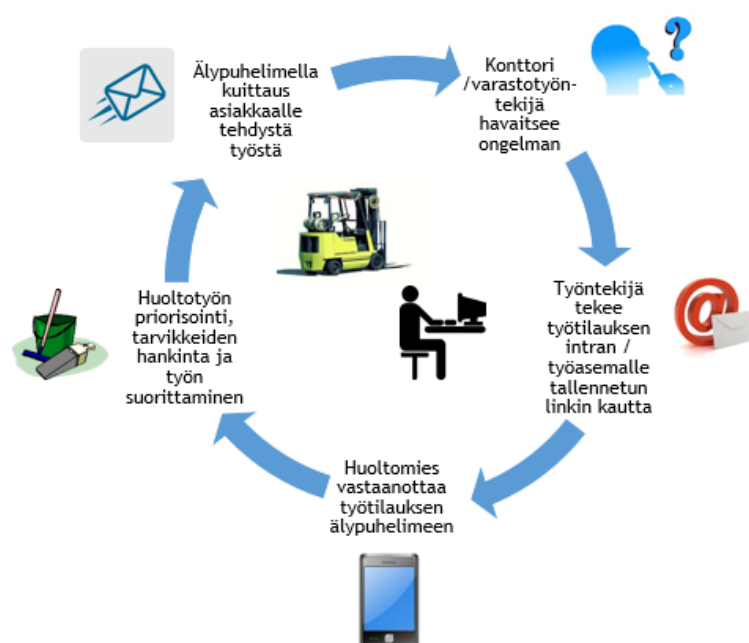 Älypuhelimella
kuittaus
asiakkaalle
tehdystä
työstä
Konttori
/varastotyön-
tekijä
havaitsee
ongelman
Työntekijä
tekee
työtilauksen
intran /
työasemalle
tallennetun
linkin kautta
Huoltomies
vastaanottaa
työtilauksen
älypuhelimeen
Huoltotyön
priorisointi,
tarvikkeiden
hankinta ja
työn
suorittaminen